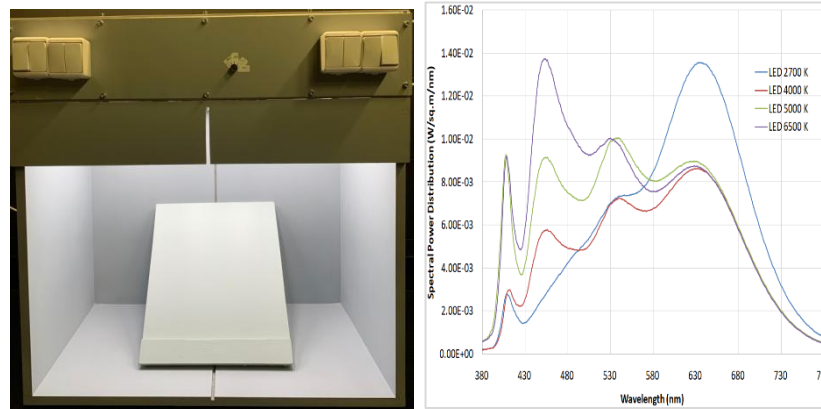 1.60E-02
1.40E-02
1.20E-02
1.00E-02
8.00E-03
6.00E-03
4.00E-03
2.00E-03
0.00E+00
Spectral Power Distribution (W/sq.m/nm)
LED 2700 K
LED 4000 K
LED 5000 K
LED 6500 K
380 430 480 530 580 630 680 730
Wavelength (nm)